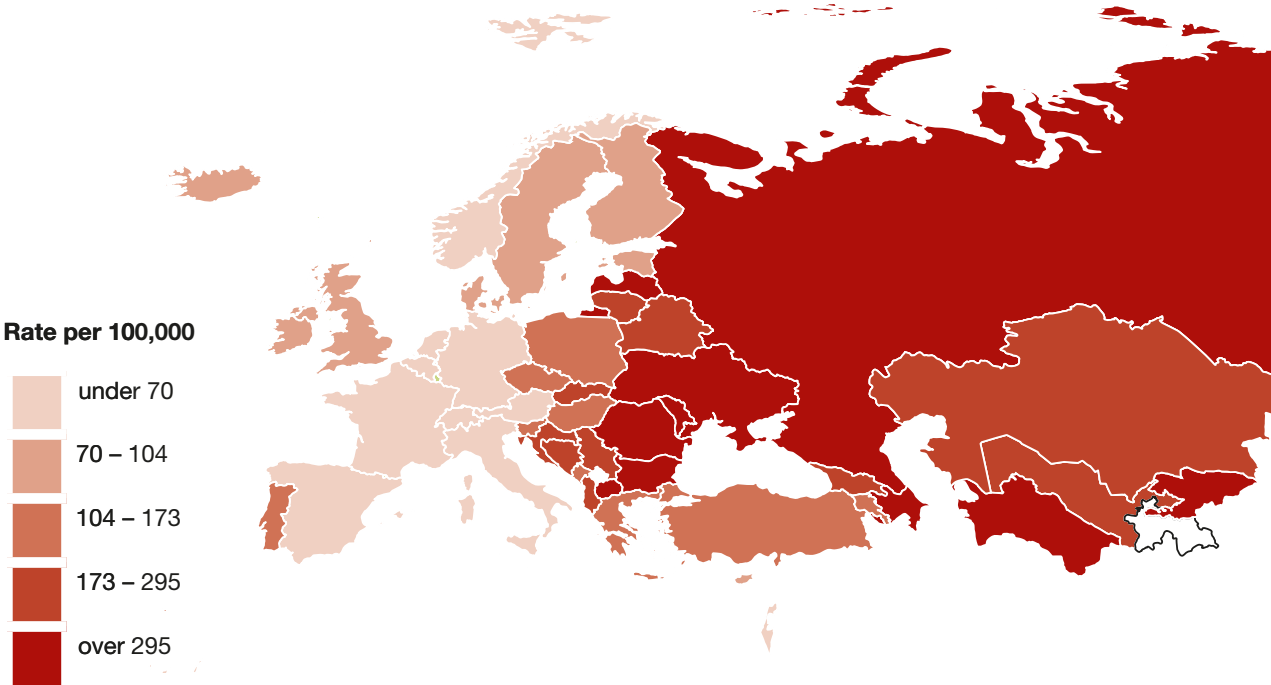 Rate per 100,000
under 70
70 – 104
104 – 173
173 – 295
over 295